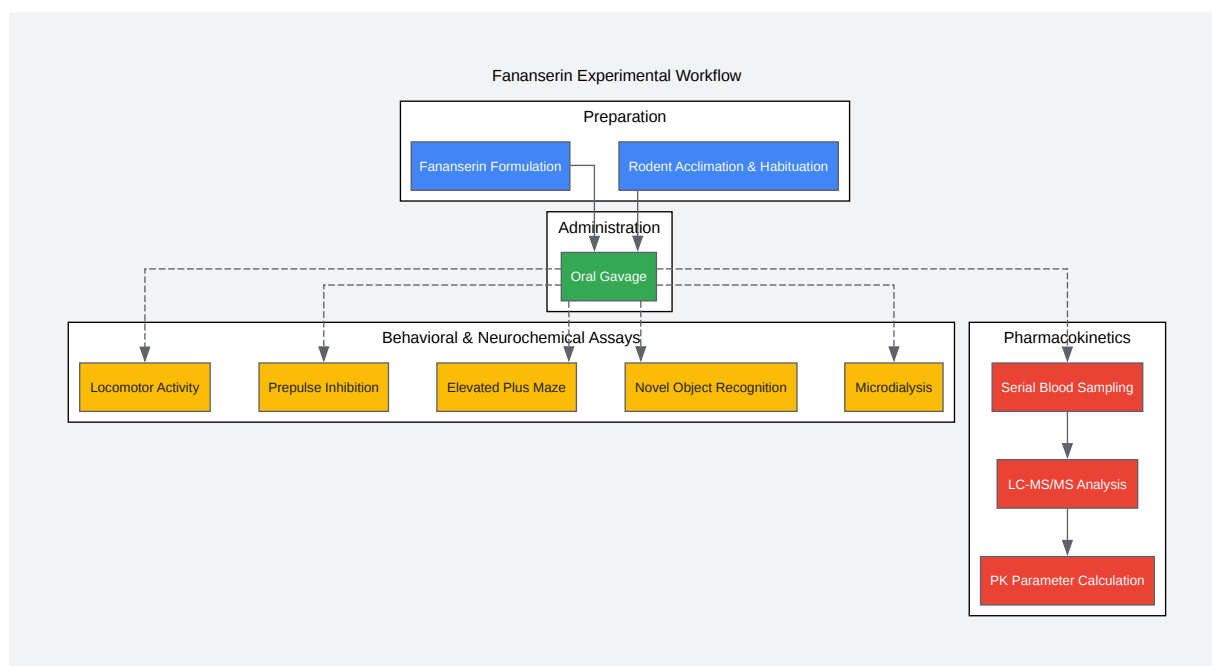 Fananserin Experimental Workflow
Preparation
Fananserin Formulation
Rodent Acclimation & Habituation
Administration
Oral Gavage
Behavioral & Neurochemical Assays
Pharmacokinetics
Locomotor Activity
Prepulse Inhibition
Elevated Plus Maze
Novel Object Recognition
Microdialysis
Serial Blood Sampling
LC-MS/MS Analysis
PK Parameter Calculation